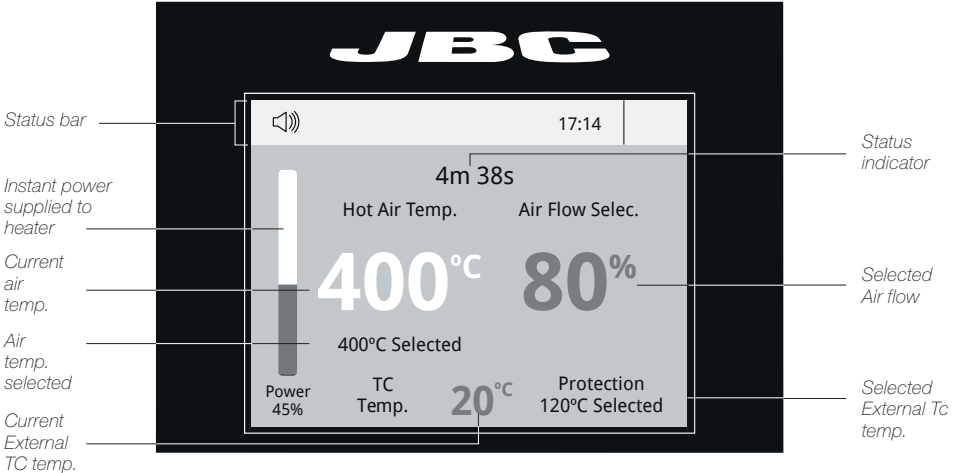 JBC
Status bar
17:14
Status
indicator
4m 38s
Instant power
supplied to
heater
Hot Air Temp.
Air Flow Selec.
Current
air
temp.
400ºC
80%
Selected
Air flow
Air
temp.
selected
400ºC Selected
Power
45%
TC
Temp.
20ºC
Protection
120ºC Selected
Selected
External Tc
temp.
Current
External
TC temp.